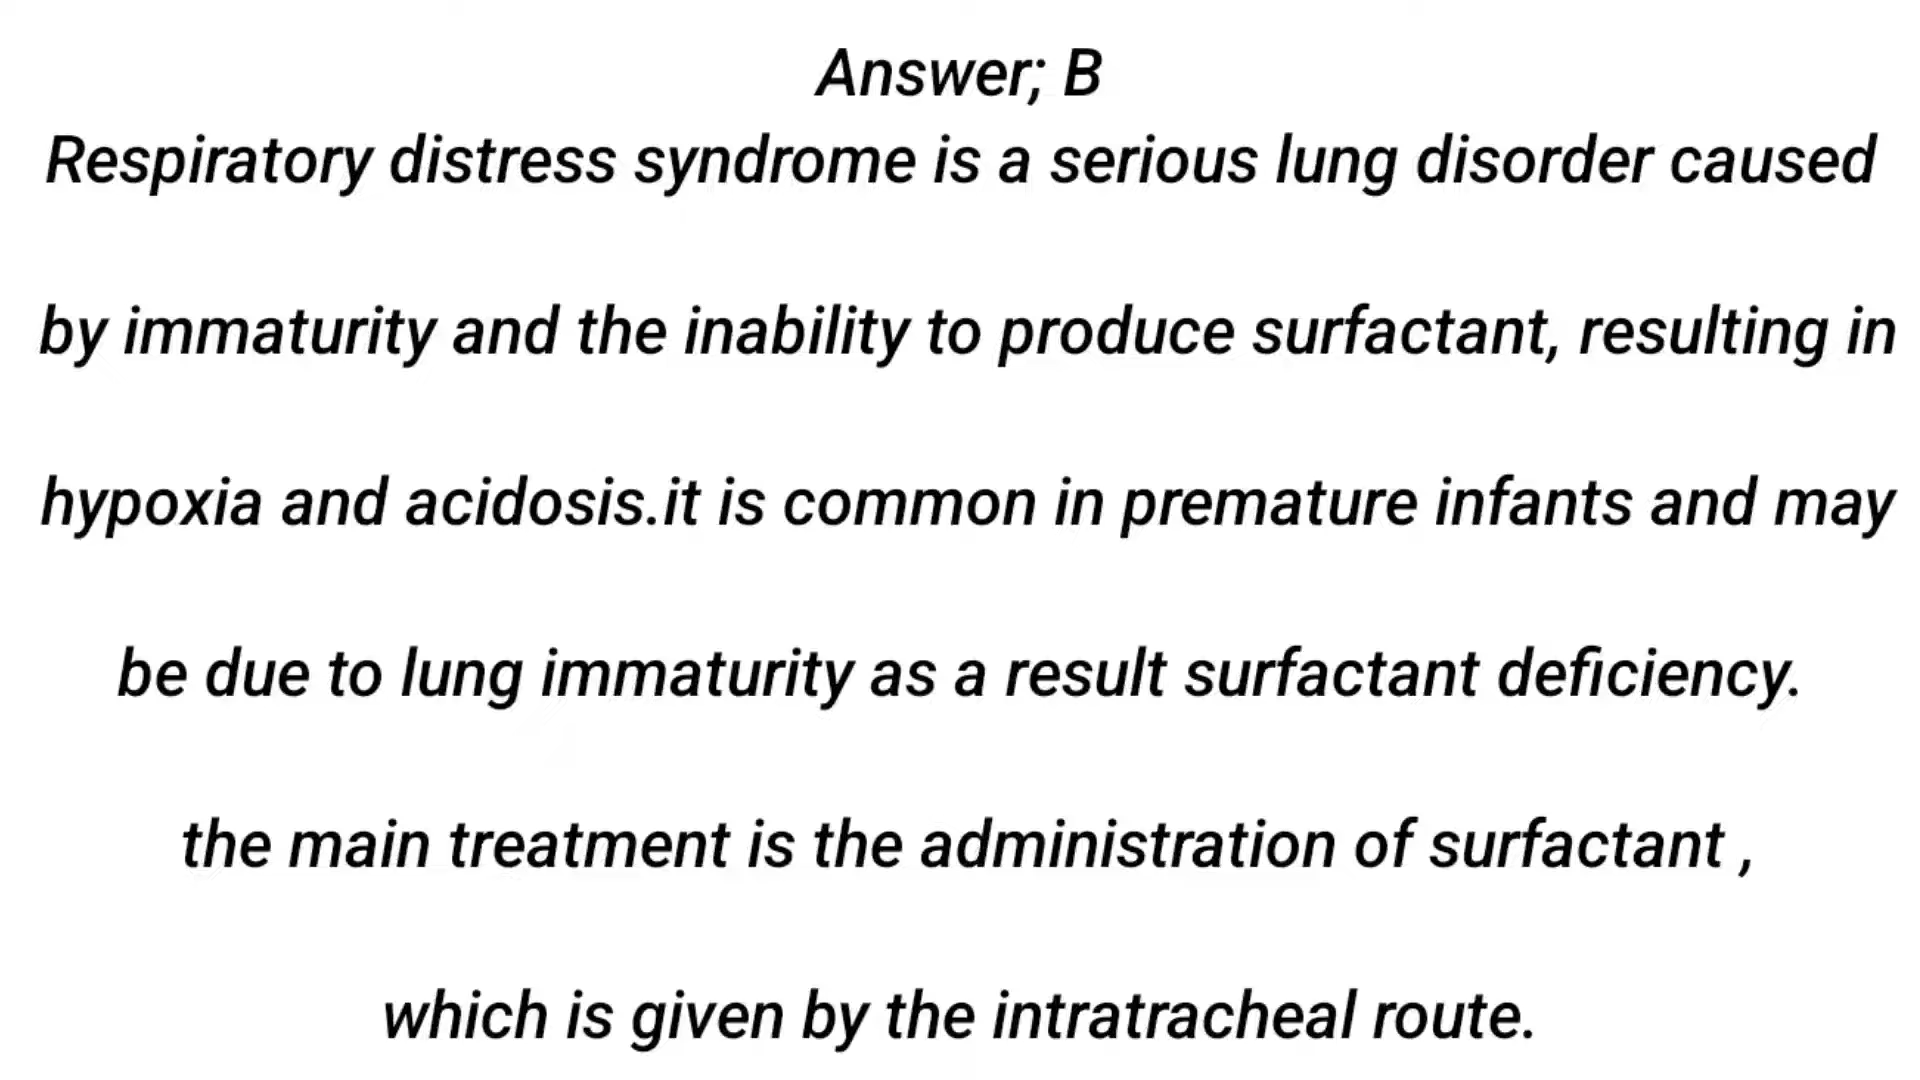 Answer; B
Respiratory distress syndrome is a serious lung disorder caused
by immaturity and the inability to produce surfactant, resulting in
hypoxia and acidosis.it is common in premature infants and may
be due to lung immaturity as a result surfactant deficiency.
the main treatment is the administration of surfactant ,
which is given by the intratracheal route.